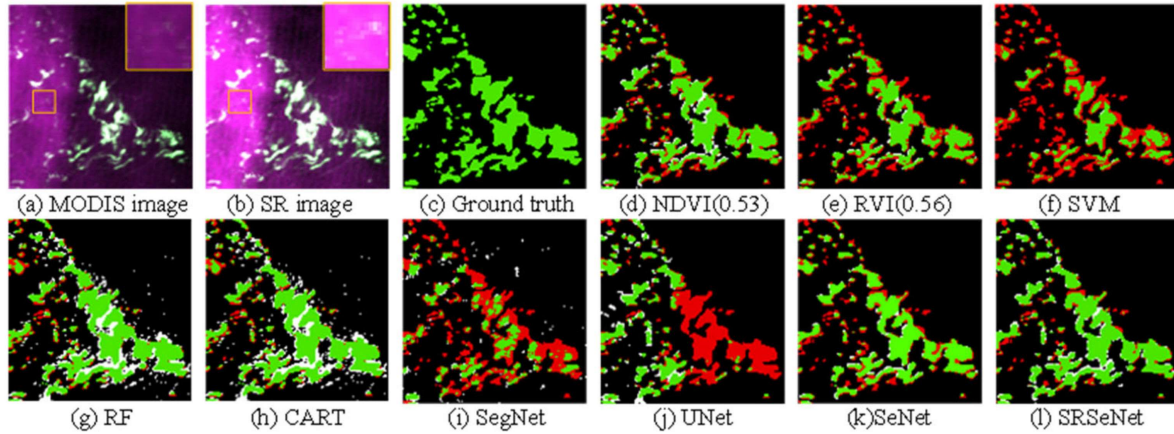 (a) MODIS image (b) SR image (c) Ground truth (d) NDVI(0.53) (e) RVI(0.56) (f) SVM
(g) RF (h) CART (i) SegNet (j) UNet (k)SeNet (l) SRSeNet